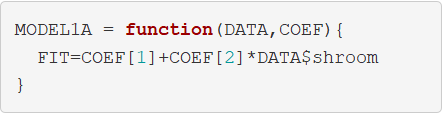 MODEL1A = function(DATA,COEF){
  FIT=COEF[1]+COEF[2]*DATA$shroom
}